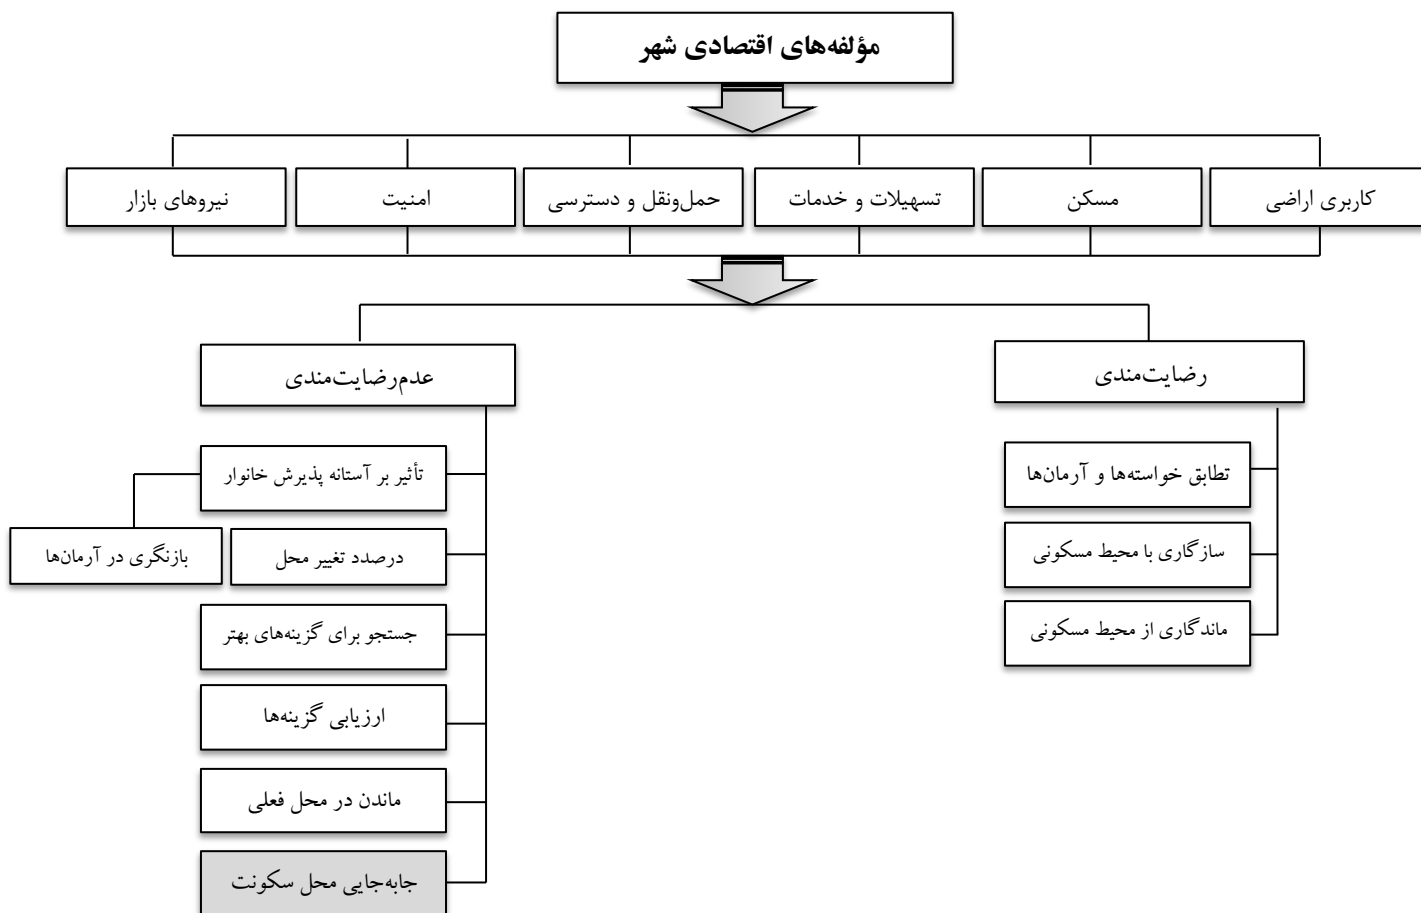 مؤلفه‌های اقتصادی شهر
کاربری اراضی
مسکن
تسهیلات و خدمات
حمل‌ونقل و دسترسی
امنیت
نیروهای بازار
رضایت‌مندی
تطابق خواسته‌ها و آرمان‌ها
سازگاری با محیط مسکونی
ماندگاری از محیط مسکونی
عدم‌رضایت‌مندی
تأثیر بر آستانه پذیرش خانوار
بازنگری در آرمان‌ها
درصدد تغییر محل
جستجو برای گزینه‌های بهتر
ارزیابی گزینه‌ها
ماندن در محل فعلی
جابه‌جایی محل سکونت